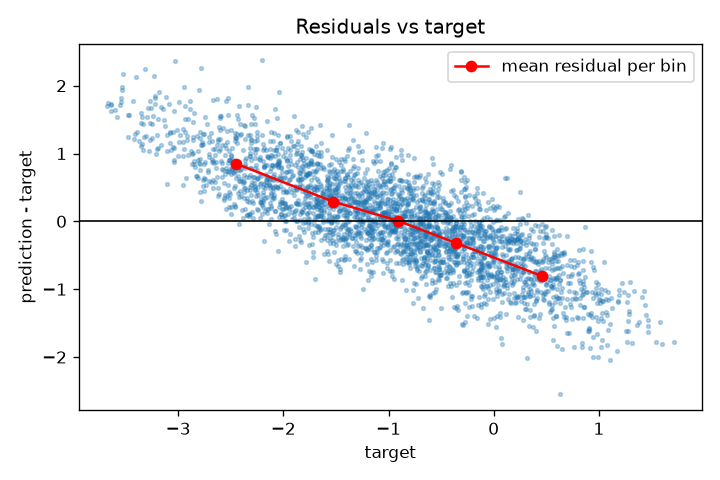 Residuals vs target
mean residual per bin
prediction - target
2
1
0
−1
−2
−3
−2
−1
0
1
target